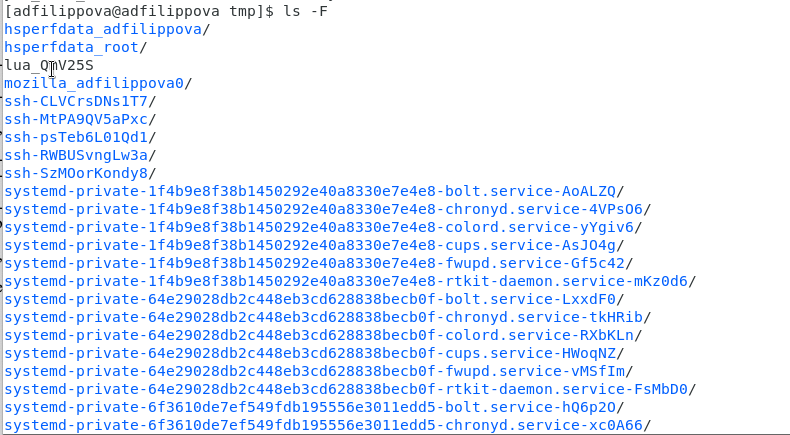 [adfilippova@adfilippova tmp]$ ls -F
hsperfdata_adfilippova/
hsperfdata_root/
mozilla_adfilippova0/
ssh-CLVCrsDNs1T7/
ssh-MtPA9QV5aPxc/
ssh-psTeb6L01Qd1/
ssh-RWBUSvngLw3a/
ssh-SzMOorKondy8/
systemd-private-1f4b9e8f38b1450292e40a8330e7e4e8-bolt.service-AoALZQ/
systemd-private-1f4b9e8f38b1450292e40a8330e7e4e8-chronyd.service-4VPsO6/
systemd-private-1f4b9e8f38b1450292e40a8330e7e4e8-colord.service-yYgiv6/
systemd-private-1f4b9e8f38b1450292e40a8330e7e4e8-cups.service-AsJO4g/
systemd-private-1f4b9e8f38b1450292e40a8330e7e4e8-fwupd.service-Gf5c42/
systemd-private-1f4b9e8f38b1450292e40a8330e7e4e8-rtkit-daemon.service-mKz0d6/
systemd-private-64e29028db2c448eb3cd628838becb0f-bolt.service-LxxdF0/
systemd-private-64e29028db2c448eb3cd628838becb0f-chronyd.service-tkHRib/
systemd-private-64e29028db2c448eb3cd628838becb0f-colord.service-RXbKLn/
systemd-private-64e29028db2c448eb3cd628838becb0f-cups.service-HWoqNZ/
systemd-private-64e29028db2c448eb3cd628838becb0f-fwupd.service-vMSfIm/
systemd-private-64e29028db2c448eb3cd628838becb0f-rtkit-daemon.service-FsMbD0/
systemd-private-6f3610de7ef549fdb195556e3011edd5-bolt.service-hQ6p2O/
systemd-private-6f3610de7ef549fdb195556e3011edd5-chronyd.service-xc0A66/